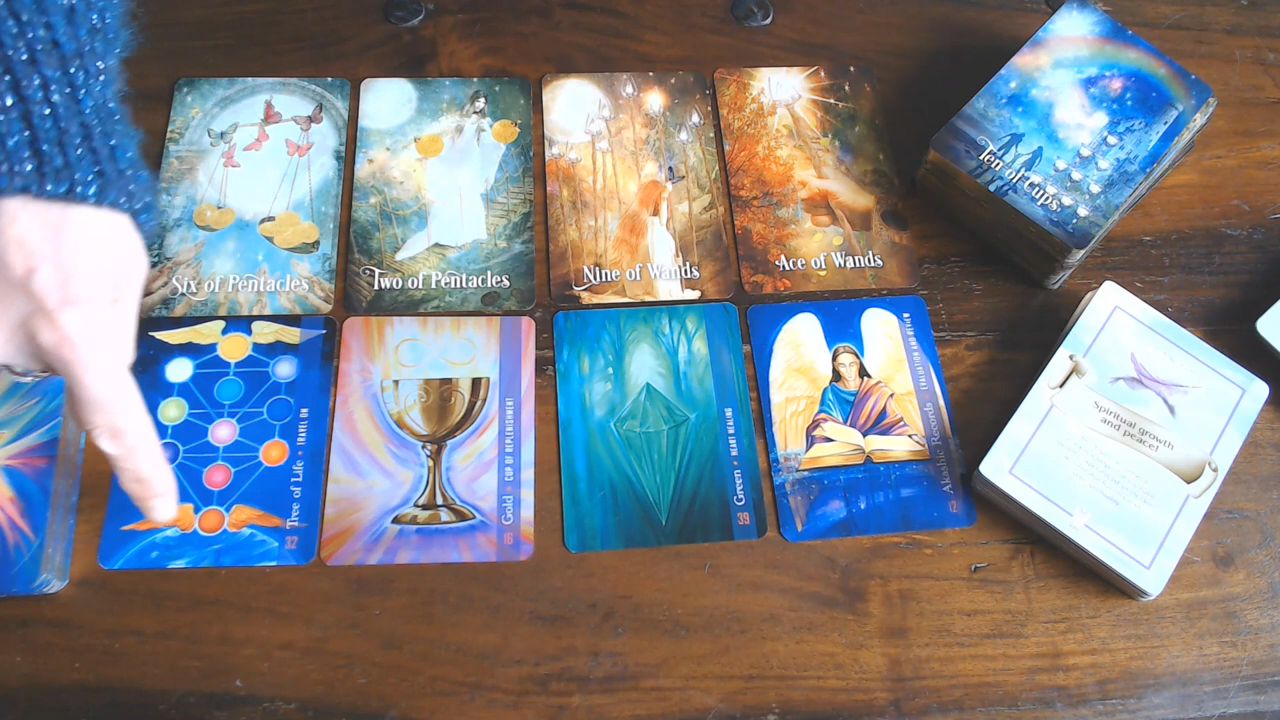 Six of Pentacles
Two of Pentacles
Nine of Wands
Ace of Wands
Ten of Cups
32 Tree of Life • TRAVEL ON
16 Gold • CUP OF REPLENISHMENT
39 Green • HEART HEALING
12 Akashic Records • EVALUATION AND REVIEW
Spiritual growth
and peace!